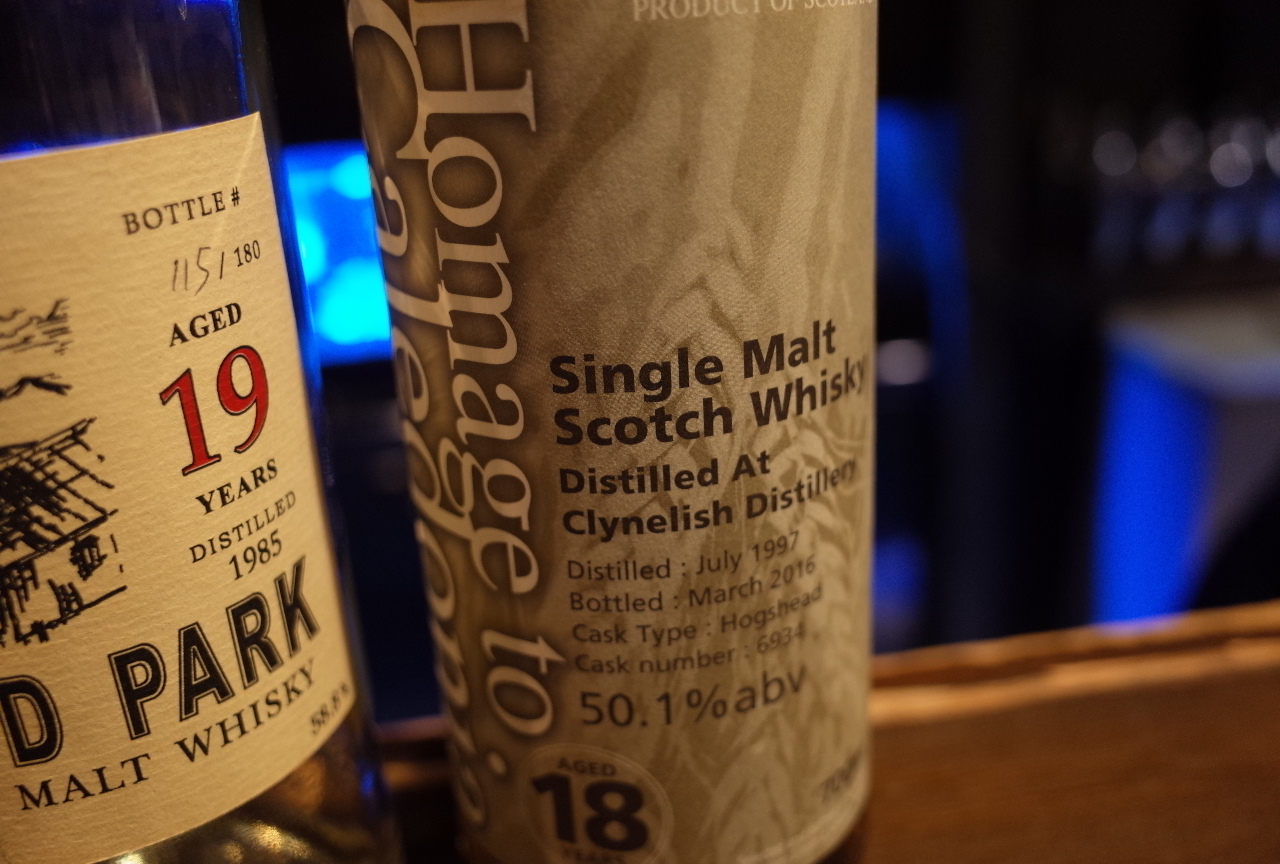 BOTTLE #
115/180
AGED
19
YEARS
DISTILLED
1985
D PARK
MALT WHISKY
58.8%
PRODUCT OF
Homage to
Caledonia
Single Malt
Scotch Whisky
Distilled At
Clynelish Distillery
Distilled : July 1997
Bottled : March 2016
Cask Type : Hogshead
Cask number : 6934
50.1%abv
AGED
18
YEARS